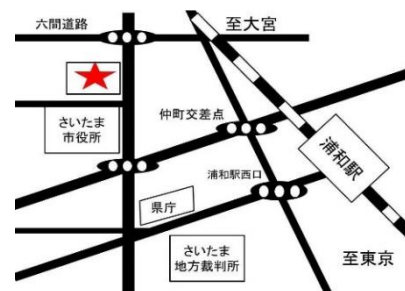 六間道路
至大宮
さいたま
市役所
仲町交差点
浦和駅西口
浦和駅
県庁
さいたま
地方裁判所
至東京